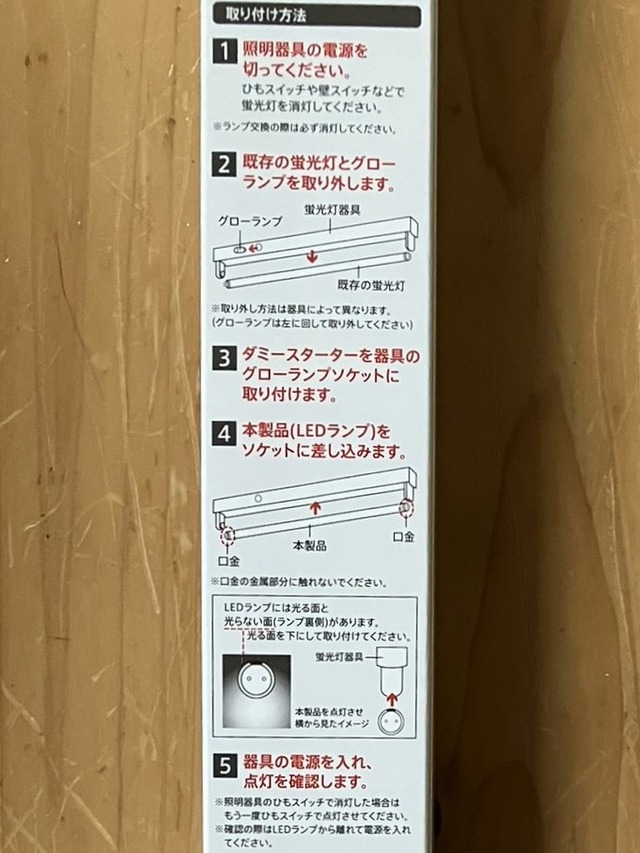 取り付け方法
1 照明器具の電源を
切ってください。
ひもスイッチや壁スイッチなどで
蛍光灯を消灯してください。
※ランプ交換の際は必ず消灯してください。
2 既存の蛍光灯とグロー
ランプを取り外します。
蛍光灯器具
グローランプ
既存の蛍光灯
※取り外し方法は器具によって異なります。
(グローランプは左に回して取り外してください)
3 ダミースターターを器具の
グローランプソケットに
取り付けます。
4 本製品(LEDランプ)を
ソケットに差し込みます。
本製品
口金
口金
※口金の金属部分に触れないでください。
LEDランプには光る面と
光らない面(ランプ裏側)があります。
光る面を下にして取り付けてください。
蛍光灯器具
本製品を点灯させ
横から見たイメージ
5 器具の電源を入れ、
点灯を確認します。
※照明器具のひもスイッチで消灯した場合は
もう一度ひもスイッチで点灯させてください。
※確認の際はLEDランプから離れて電源を入れ
てください。